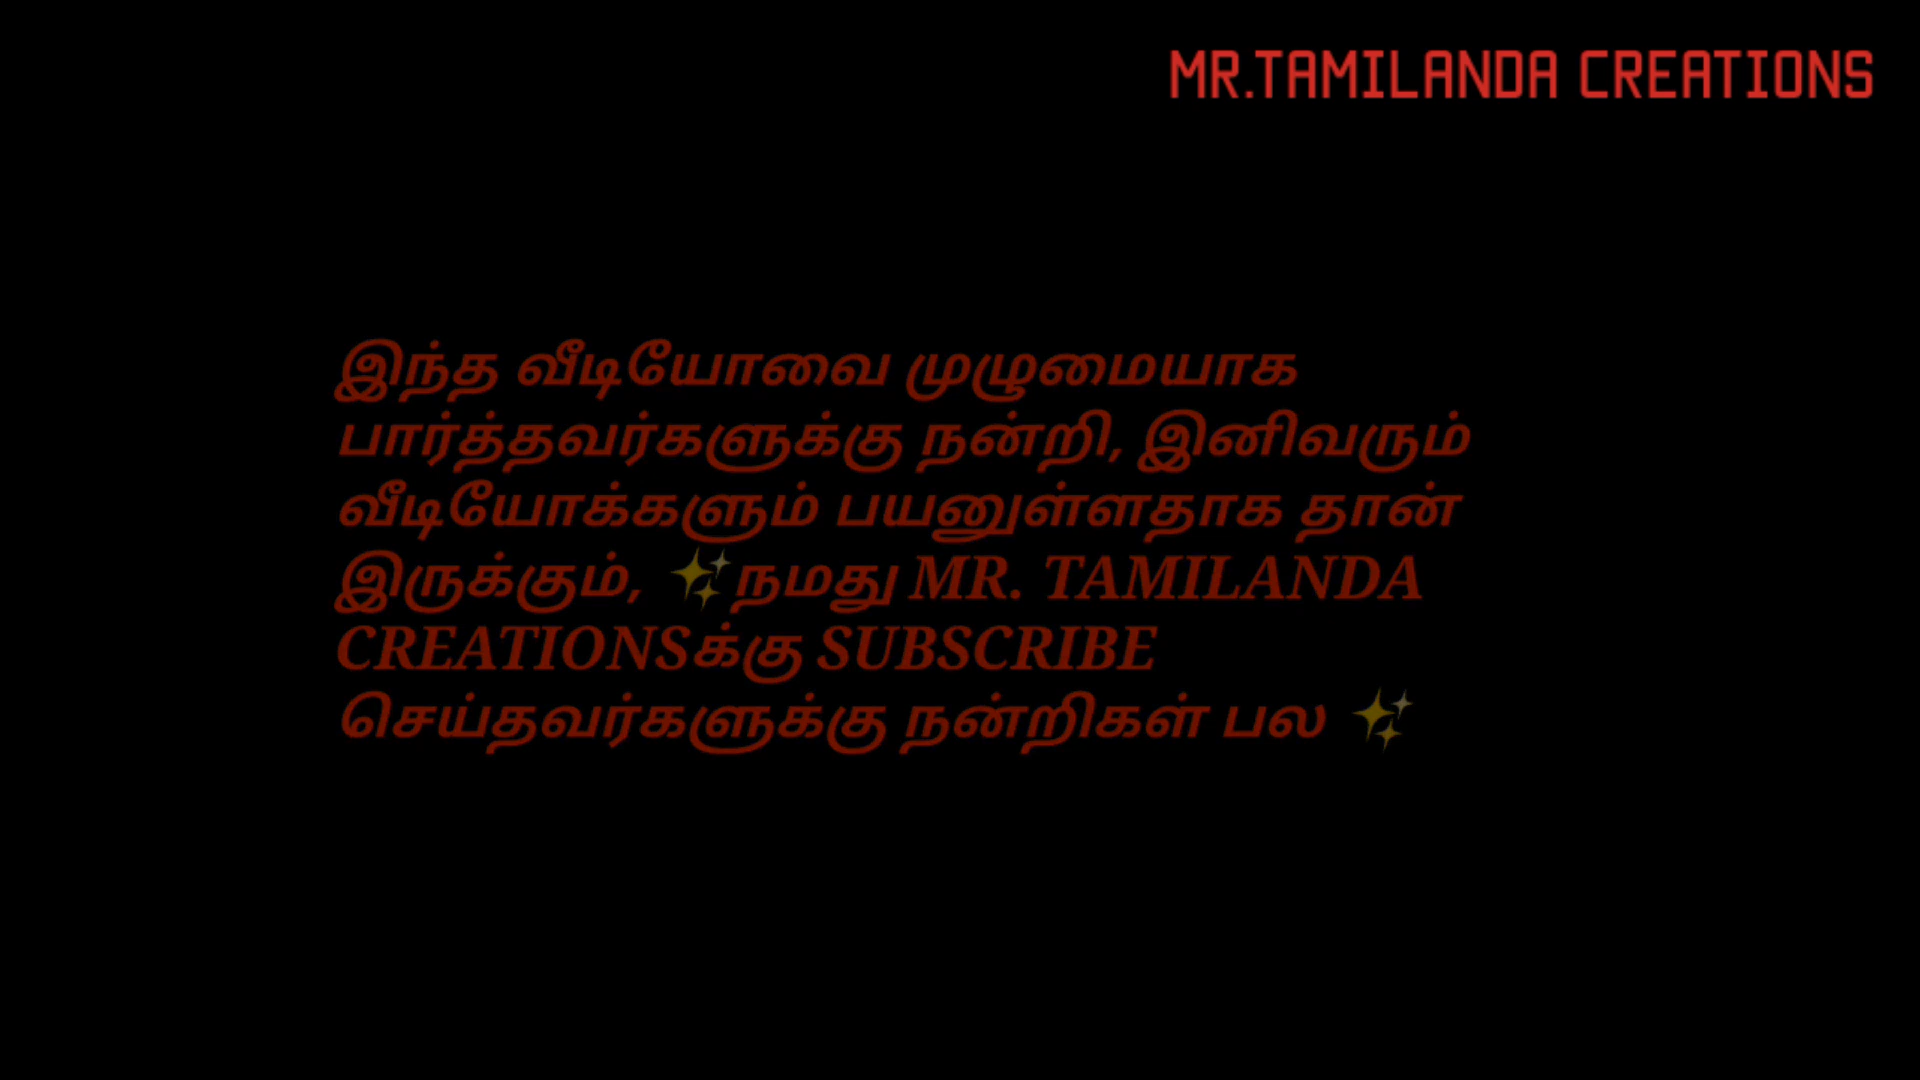 MR.TAMILANDA CREATIONS
இந்த வீடியோவை முழுமையாக
பார்த்தவர்களுக்கு நன்றி, இனிவரும்
வீடியோக்களும் பயனுள்ளதாக தான்
இருக்கும், ✨நமது MR. TAMILANDA
CREATIONSக்கு SUBSCRIBE
செய்தவர்களுக்கு நன்றிகள் பல ✨